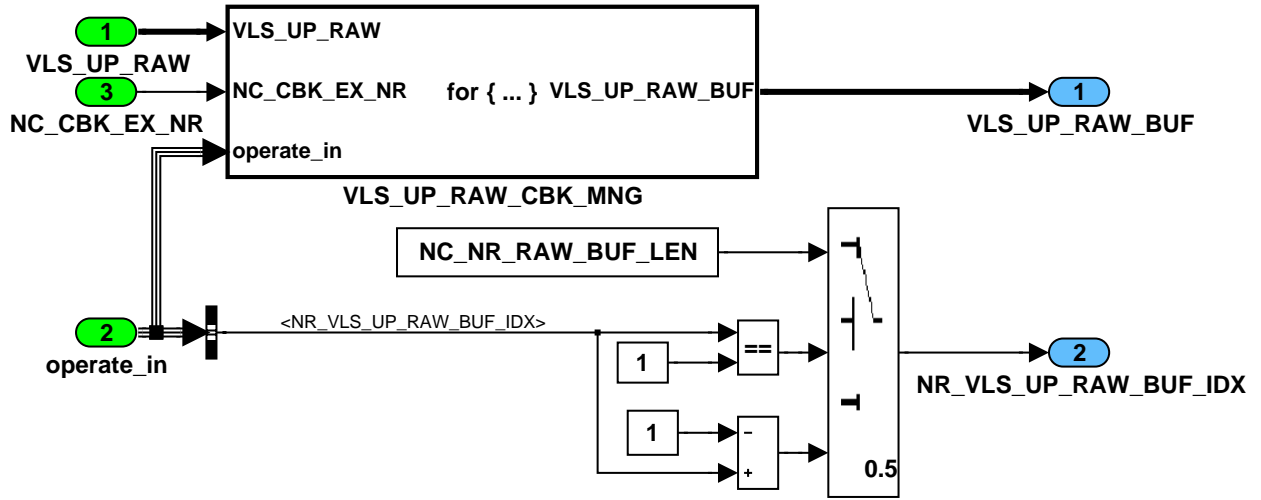 1
VLS_UP_RAW
VLS_UP_RAW
3
NC_CBK_EX_NR
NC_CBK_EX_NR
for { ... }
VLS_UP_RAW_BUF
1
VLS_UP_RAW_BUF
operate_in
VLS_UP_RAW_CBK_MNG
NC_NR_RAW_BUF_LEN
2
operate_in
<NR_VLS_UP_RAW_BUF_IDX>
1
==
2
NR_VLS_UP_RAW_BUF_IDX
1
−
+
0.5